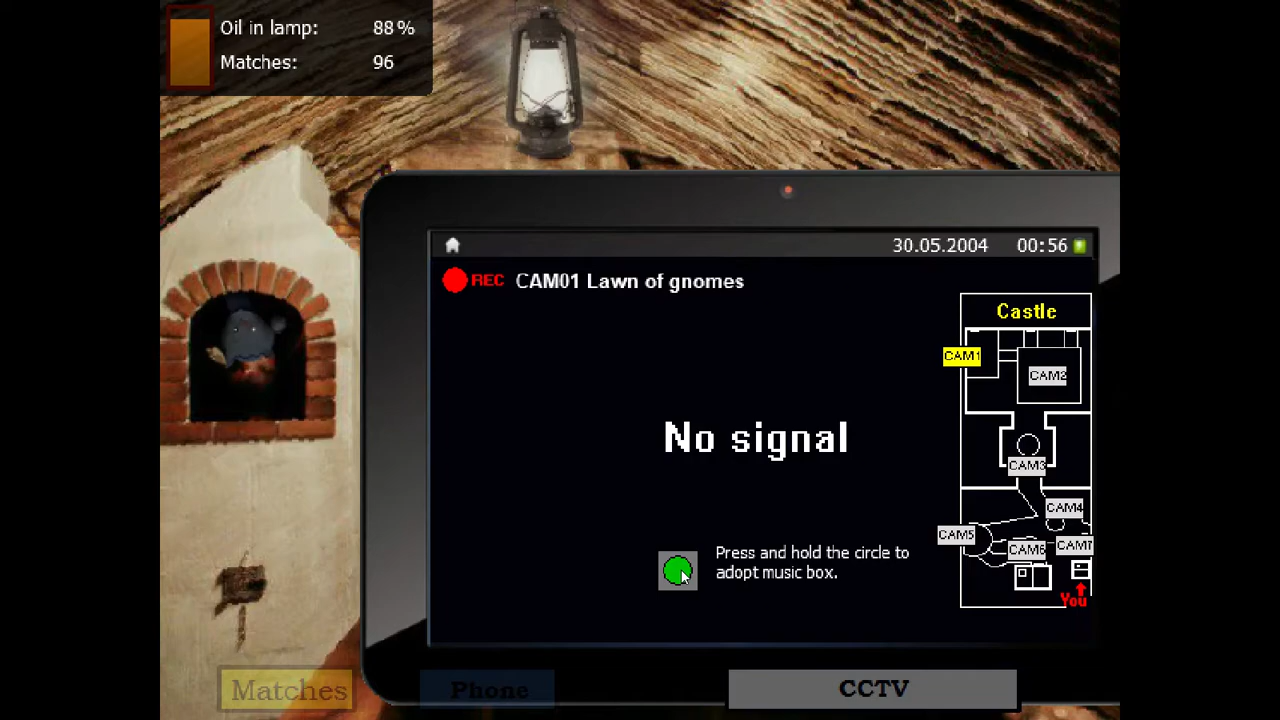 Oil in lamp: 88%
Matches: 96
30.05.2004 00:56
REC CAM01 Lawn of gnomes
Castle
CAM1
CAM2
No signal
CAM3
CAM4
CAM5
CAM6
CAM7
Press and hold the circle to
adopt music box.
You
Matches
Phone
CCTV